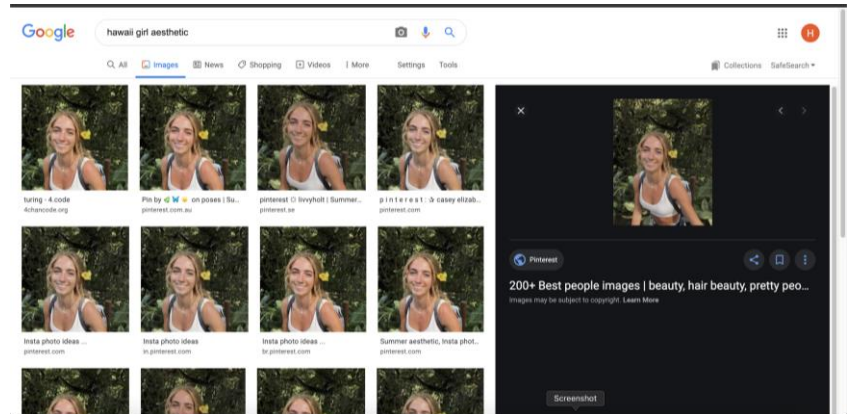 Google
hawaii girl aesthetic
H
All Images News Shopping Videos More Settings Tools
Collections SafeSearch
turing - 4.code
4chancode.org
Pin by on poses | Su...
pinterest.com.au
pinterest livvyholt | Summer...
pinterest.se
p i n t e r e s t : casey elizab...
pinterest.com
Pinterest
200+ Best people images | beauty, hair beauty, pretty peo...
Images may be subject to copyright. Learn More
Insta photo ideas ...
pinterest.com
Insta photo ideas
in.pinterest.com
Insta photo ideas ...
br.pinterest.com
Summer aesthetic, Insta phot...
pinterest.com
Screenshot